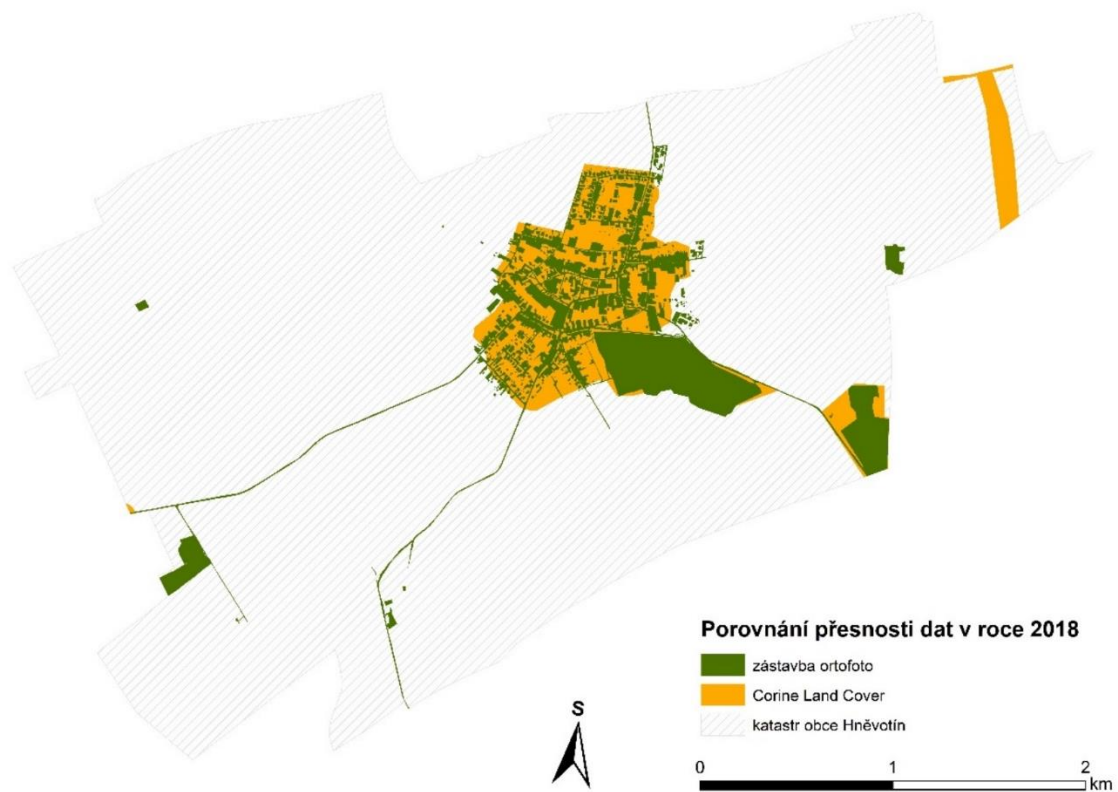 Porovnání přesnosti dat v roce 2018
zástavba ortofoto
Corine Land Cover
katastr obce Hněvotín
S
0 1 2
km